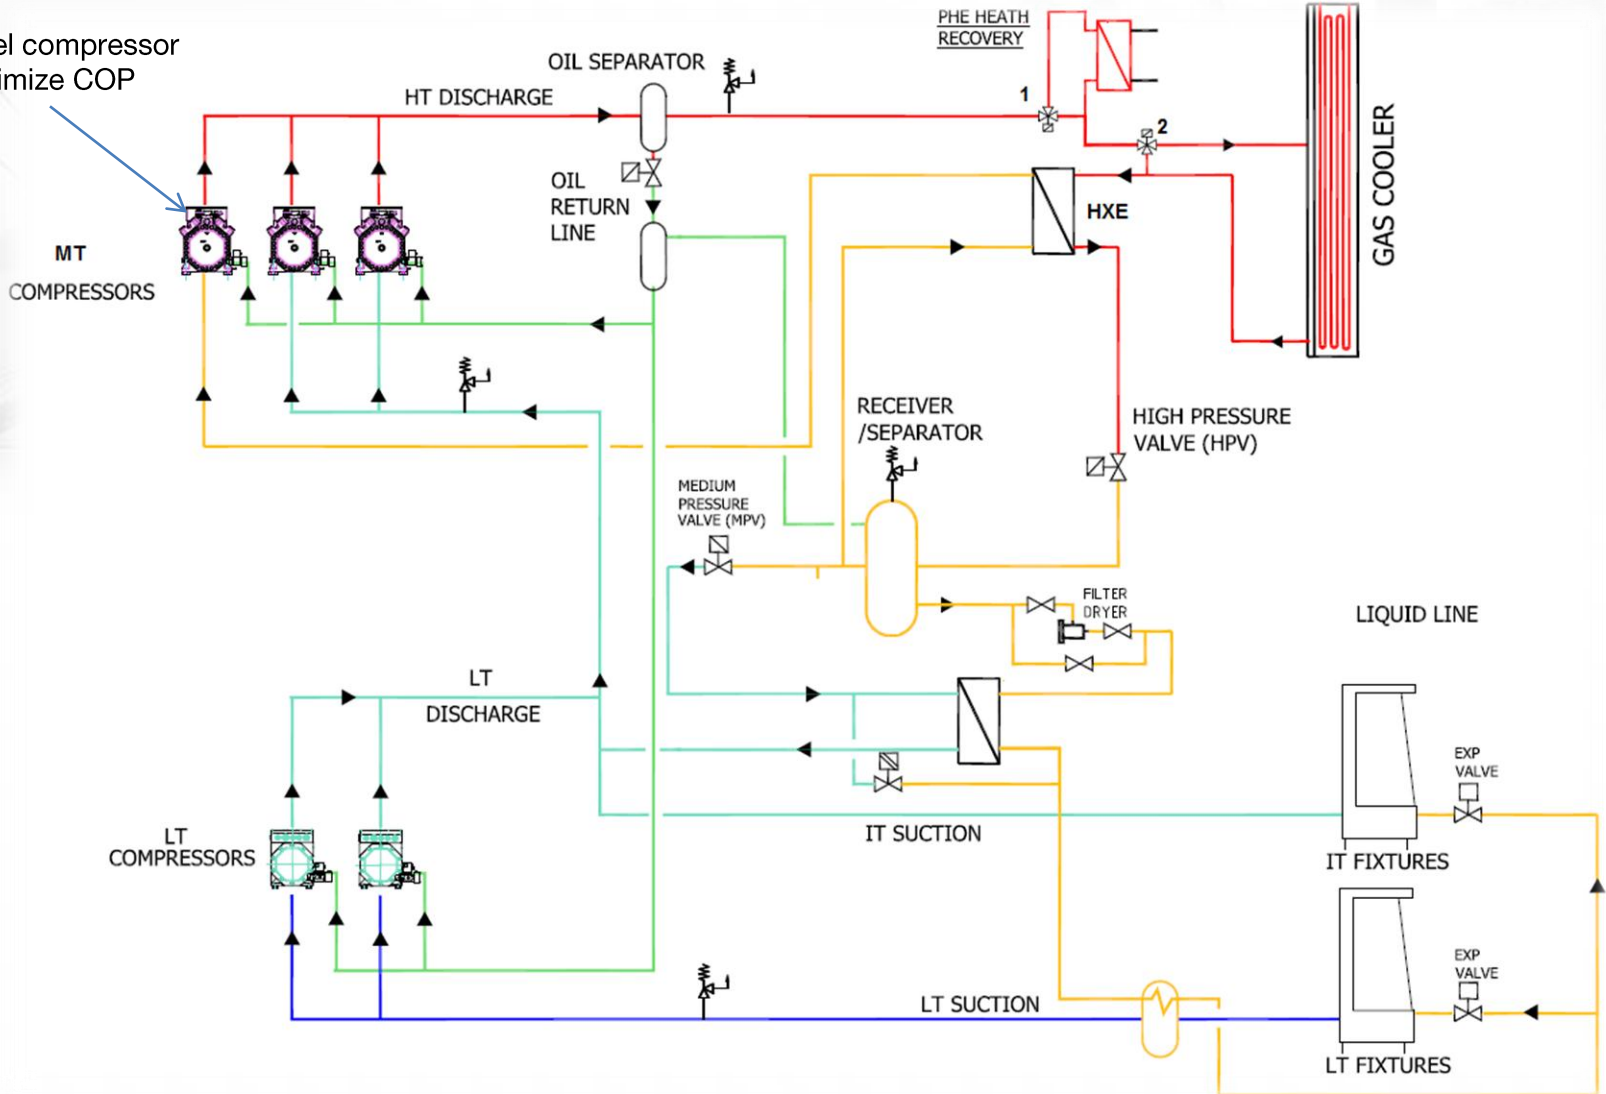 compressor
COP
OIL SEPARATOR
HT DISCHARGE
PHE HEATH
RECOVERY
1
2
GAS COOLER
OIL
RETURN
LINE
HXE
MT
COMPRESSORS
RECEIVER
/SEPARATOR
HIGH PRESSURE
VALVE (HPV)
MEDIUM
PRESSURE
VALVE (MPV)
FILTER
DRYER
LIQUID LINE
LT
DISCHARGE
EXP
VALVE
LT
COMPRESSORS
IT SUCTION
IT FIXTURES
EXP
VALVE
LT SUCTION
LT FIXTURES